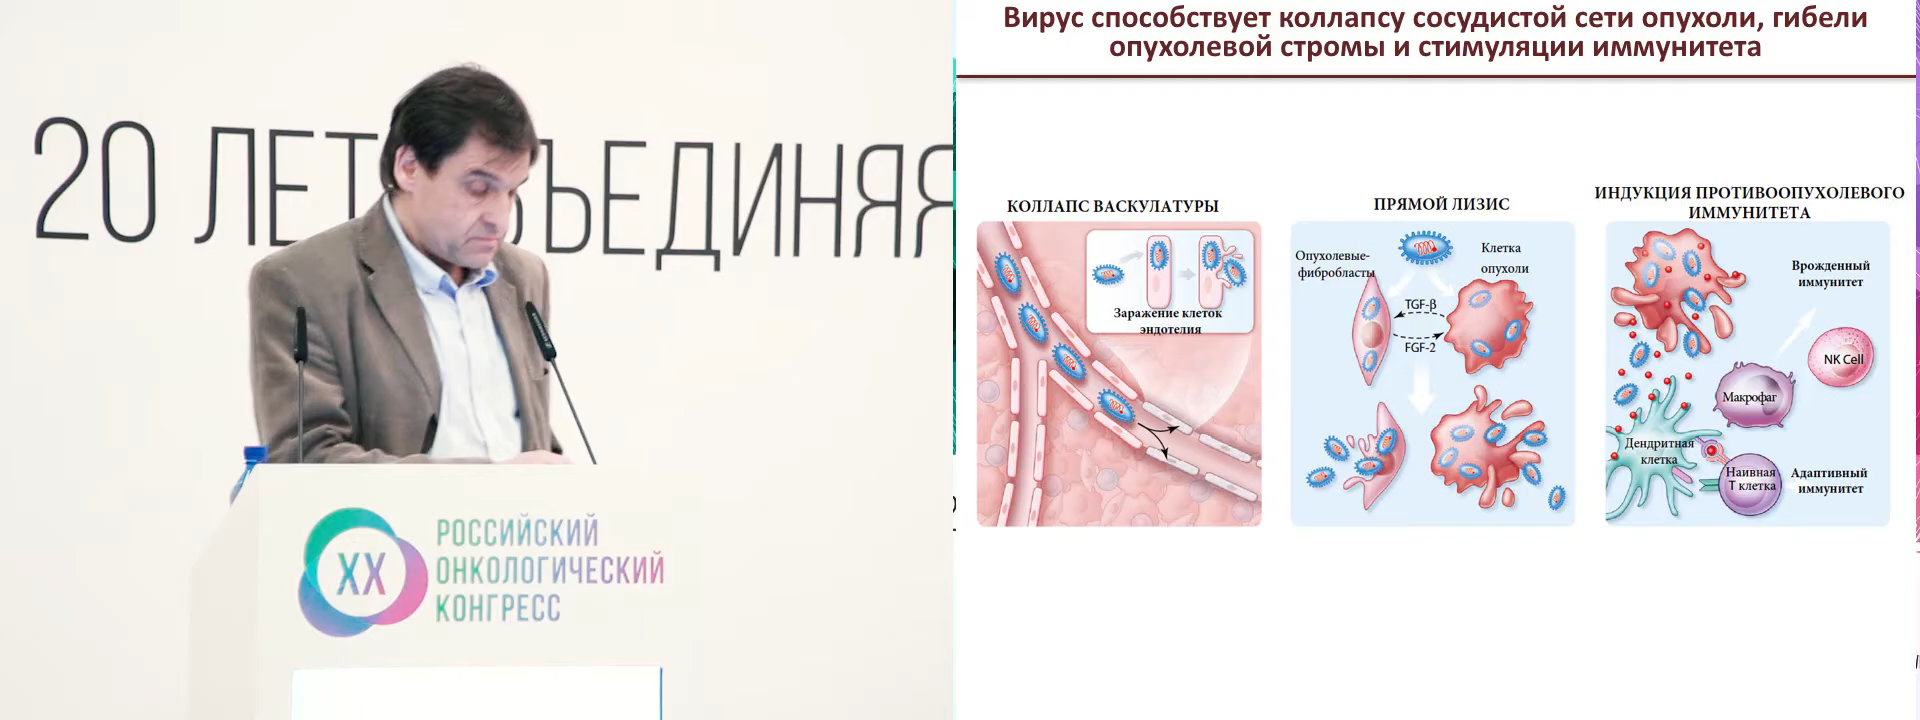 20 ЛЕТ
ЪЕДИНЯЯ
XX
РОССИЙСКИЙ
ОНКОЛОГИЧЕСКИЙ
КОНГРЕСС
Вирус способствует коллапсу сосудистой сети опухоли, гибели
опухолевой стромы и стимуляции иммунитета
КОЛЛАПС ВАСКУЛАТУРЫ
Заражение клеток
эндотелия
ПРЯМОЙ ЛИЗИС
Опухолевые-
фибробласты
Клетка
опухоли
TGF-β
FGF-2
ИНДУКЦИЯ ПРОТИВООПУХОЛЕВОГО
ИММУНИТЕТА
Врожденный
иммунитет
NK Cell
Макрофаг
Дендритная
клетка
Наивная
Т клетка
Адаптивный
иммунитет